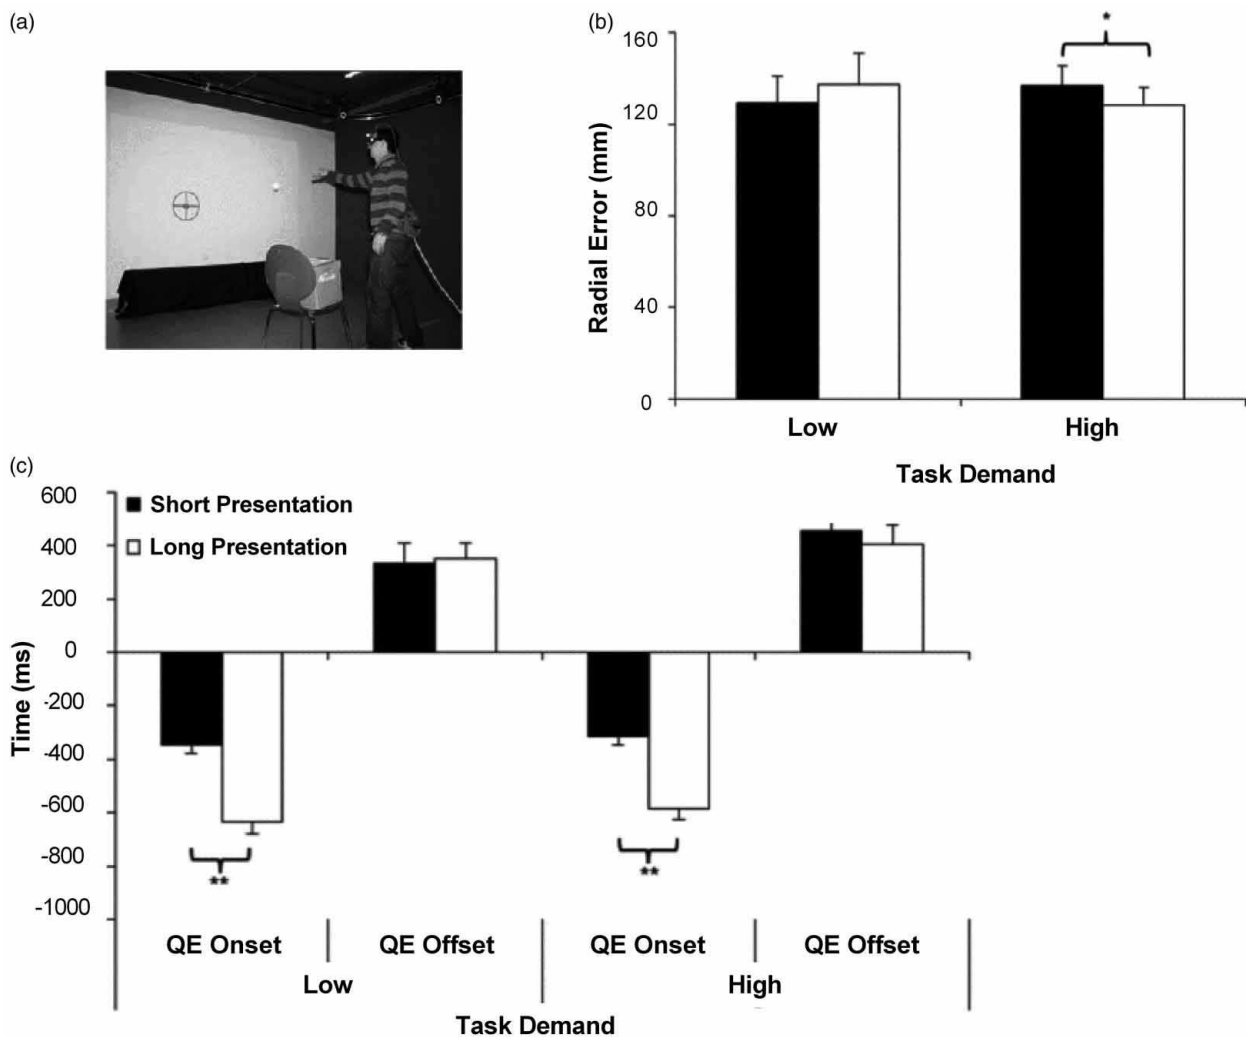 (a)
(b)
160
120
80
40
0
Radial Error (mm)
*
Low
High
Task Demand
(c)
600
400
200
0
-200
-400
-600
-800
-1000
Time (ms)
Short Presentation
Long Presentation
**
**
QE Onset
QE Offset
QE Onset
QE Offset
Low
High
Task Demand